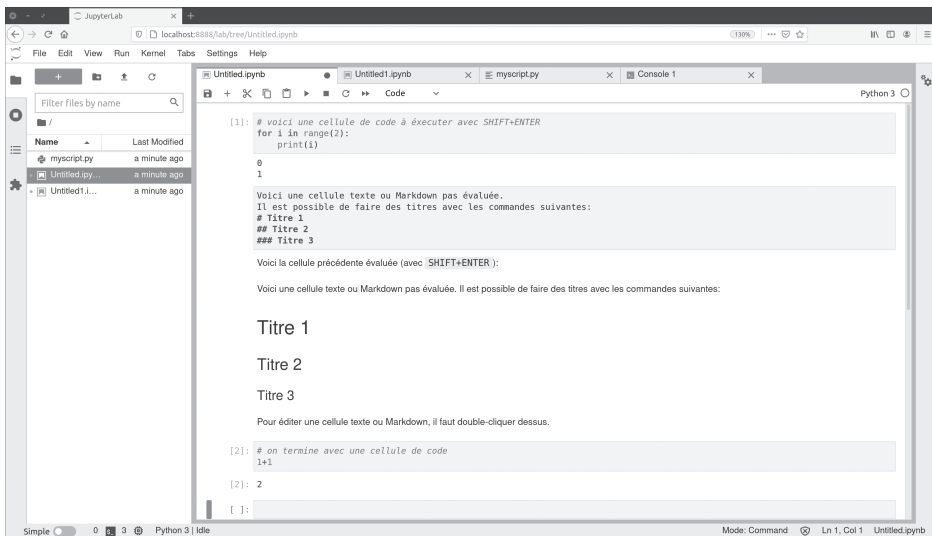 JupyterLab
localhost:8888/lab/tree/Untitled.ipynb
130%
File Edit View Run Kernel Tabs Settings Help
Untitled.ipynb
Untitled1.ipynb
myscript.py
Console 1
Filter files by name
Code
Python 3
/
Name Last Modified
myscript.py a minute ago
Untitled.ipy... a minute ago
Untitled1.i... a minute ago
[1]: # voici une cellule de code à éxecuter avec SHIFT+ENTER
for i in range(2):
print(i)
0
1
Voici une cellule texte ou Markdown pas évaluée.
Il est possible de faire des titres avec les commandes suivantes:
# Titre 1
## Titre 2
### Titre 3
Voici la cellule précédente évaluée (avec SHIFT+ENTER ):
Voici une cellule texte ou Markdown pas évaluée. Il est possible de faire des titres avec les commandes suivantes:
Titre 1
Titre 2
Titre 3
Pour éditer une cellule texte ou Markdown, il faut double-cliquer dessus.
[2]: # on termine avec une cellule de code
1+1
[2]: 2
[ ]:
Simple 0 3 Python 3 | Idle Mode: Command Ln 1, Col 1 Untitled.ipynb